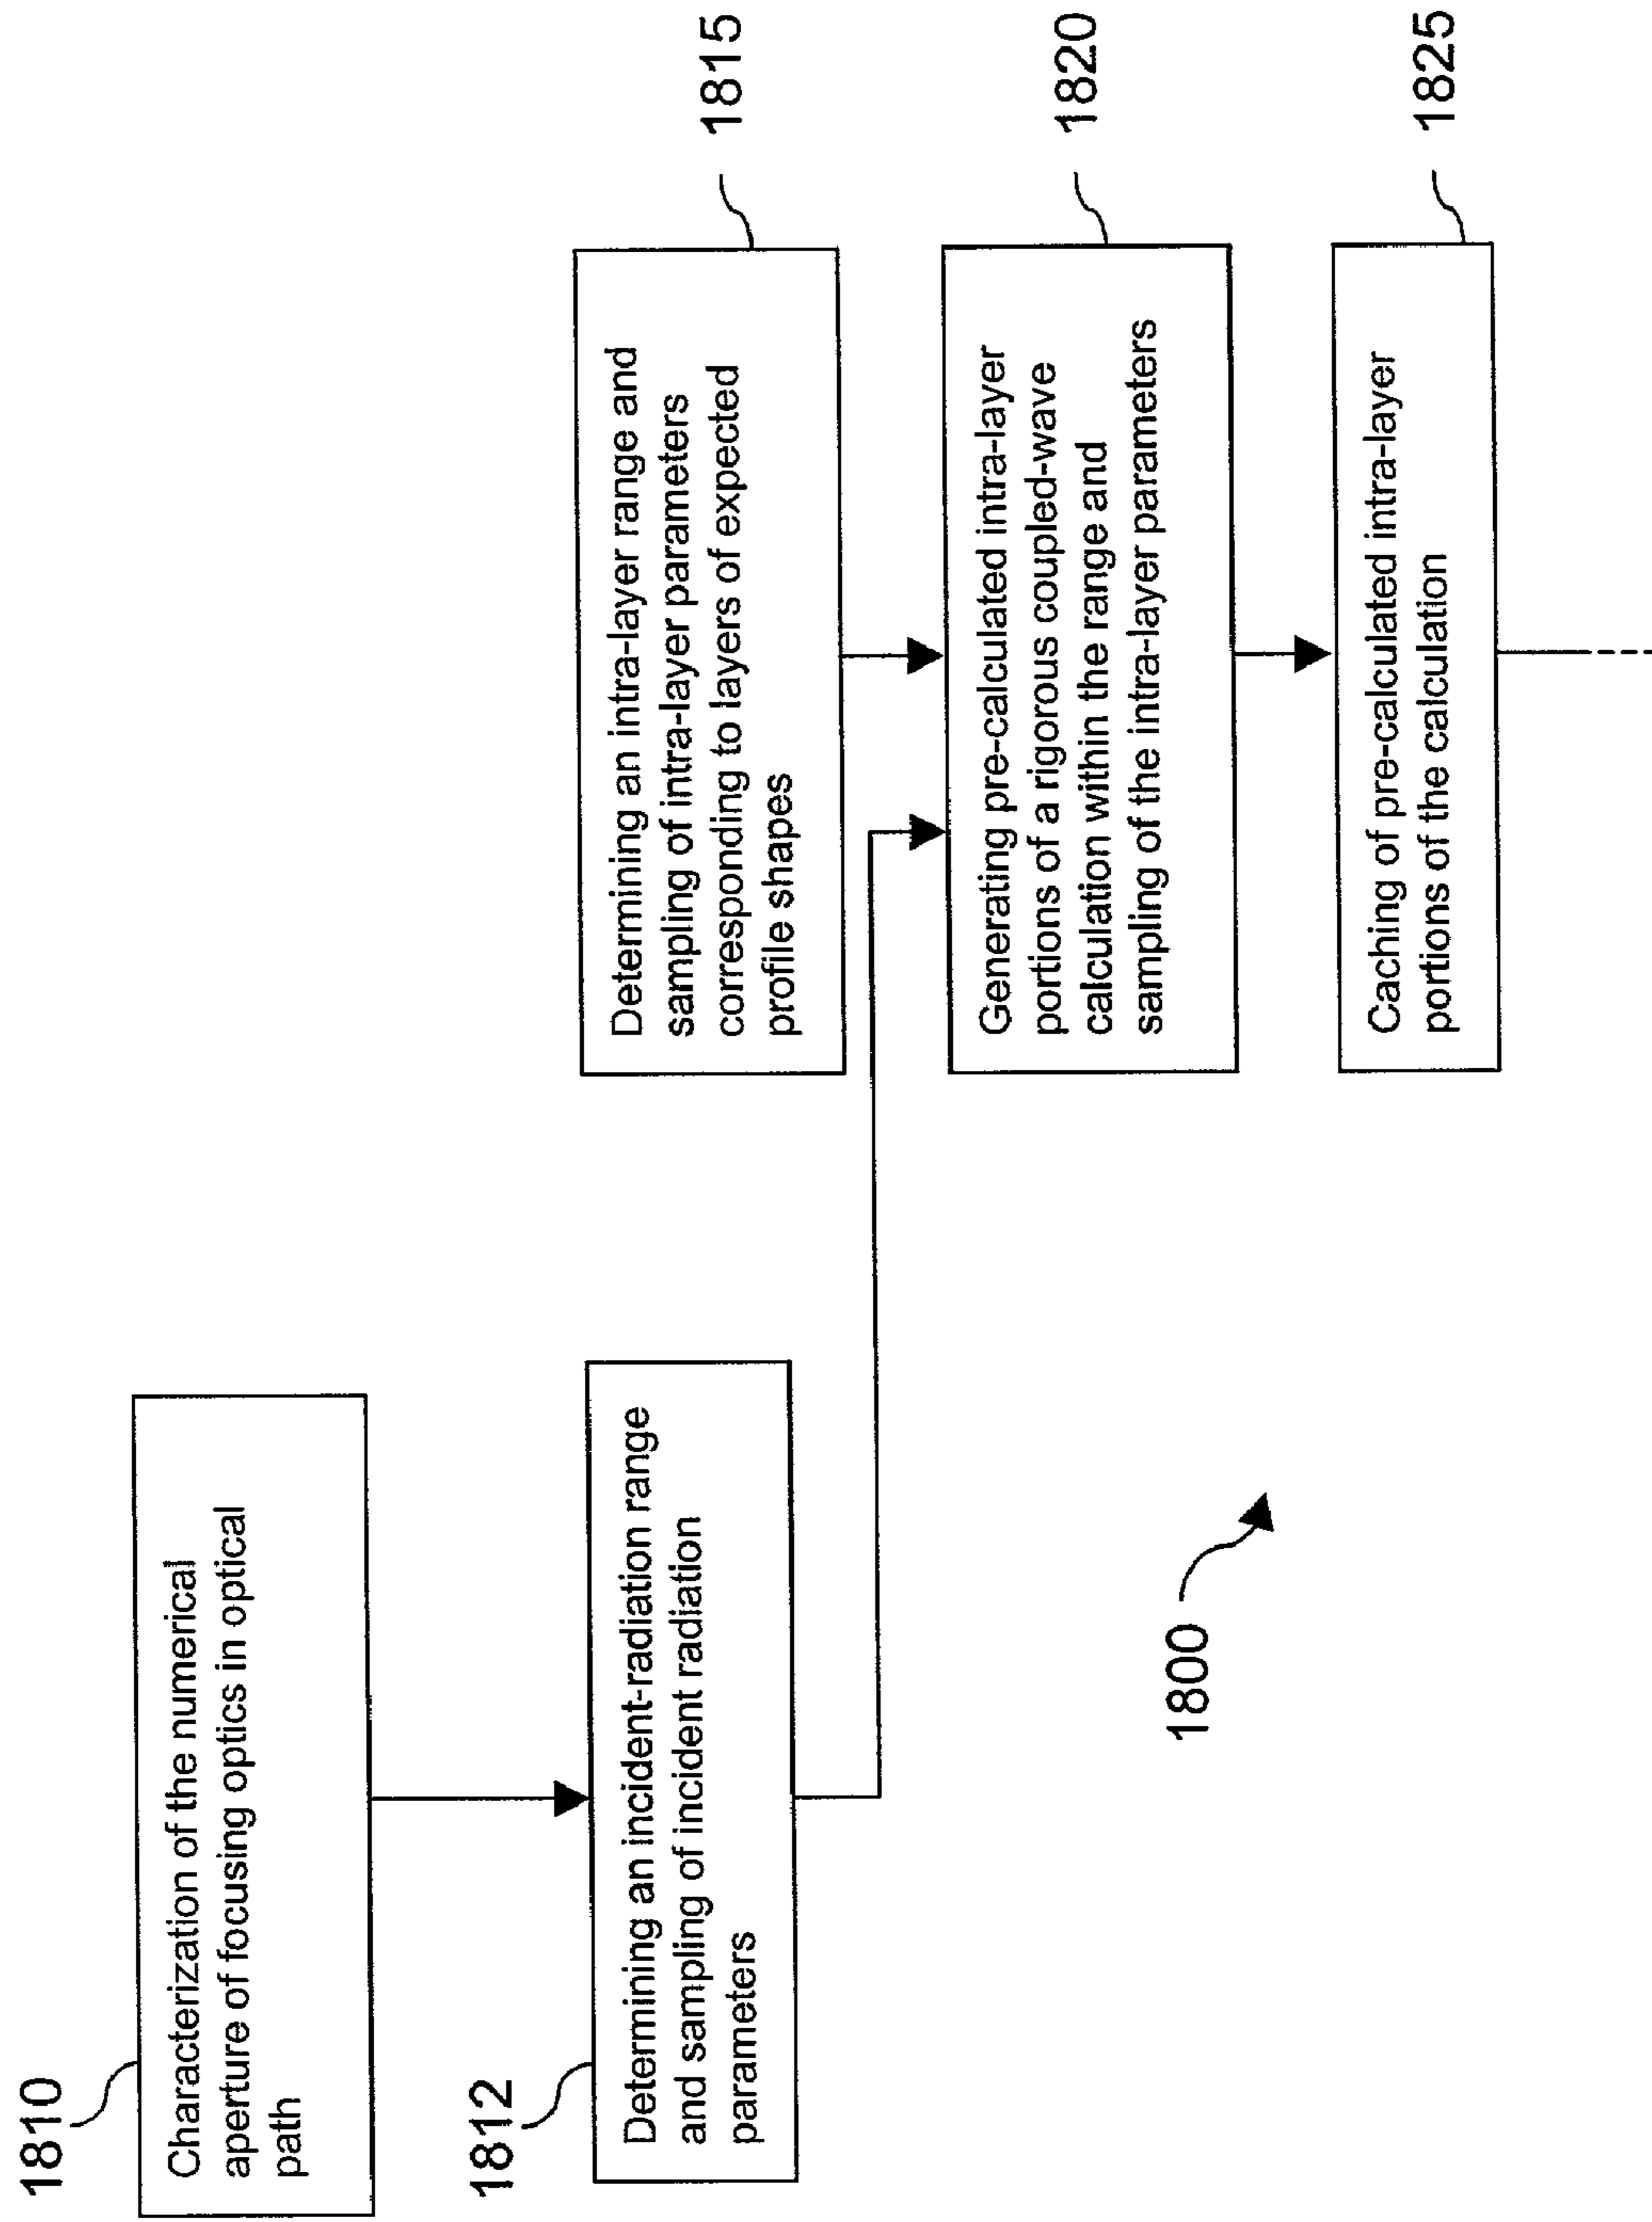 1810
Characterization of the numerical
aperture of focusing optics in optical
path
1812
Determining an incident-radiation range
and sampling of incident radiation
parameters
1815
Determining an intra-layer range and
sampling of intra-layer parameters
corresponding to layers of expected
profile shapes
1820
Generating pre-calculated intra-layer
portions of a rigorous coupled-wave
calculation within the range and
sampling of the intra-layer parameters
1825
Caching of pre-calculated intra-layer
portions of the calculation
1800